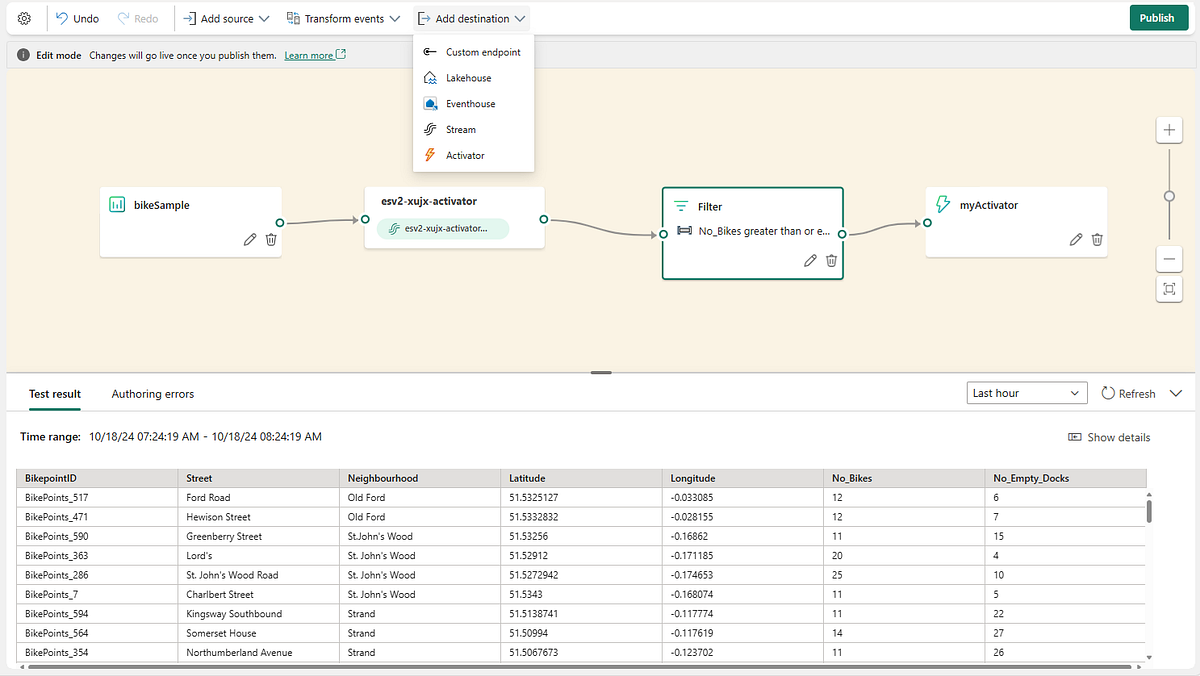 Undo Redo Add source Transform events Add destination Publish
Edit mode Changes will go live once you publish them. Learn more
Custom endpoint
Lakehouse
Eventhouse
Stream
Activator
bikeSample
esv2-xujx-activator
esv2-xujx-activator...
Filter
No_Bikes greater than or e...
myActivator
Test result Authoring errors Last hour Refresh
Time range: 10/18/24 07:24:19 AM - 10/18/24 08:24:19 AM Show details
BikepointID Street Neighbourhood Latitude Longitude No_Bikes No_Empty_Docks
BikePoints_517 Ford Road Old Ford 51.5325127 -0.033085 12 6
BikePoints_471 Hewison Street Old Ford 51.5332832 -0.028155 12 7
BikePoints_590 Greenberry Street St.John's Wood 51.53256 -0.16862 11 15
BikePoints_363 Lord's St. John's Wood 51.52912 -0.171185 20 4
BikePoints_286 St. John's Wood Road St. John's Wood 51.5272942 -0.174653 25 10
BikePoints_7 Charlbert Street St. John's Wood 51.5343 -0.168074 11 5
BikePoints_594 Kingsway Southbound Strand 51.5138741 -0.117774 11 22
BikePoints_564 Somerset House Strand 51.50994 -0.117619 14 27
BikePoints_354 Northumberland Avenue Strand 51.5067673 -0.123702 11 26